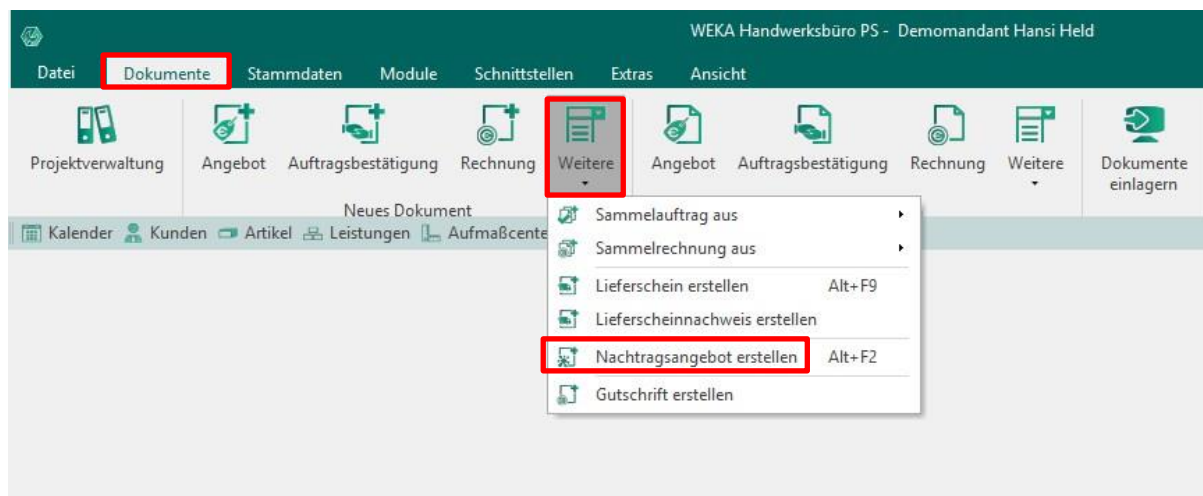 WEKA Handwerksbüro PS - Demomandant Hansi Held
Datei Dokumente Stammdaten Module Schnittstellen Extras Ansicht
Projektverwaltung Angebot Auftragsbestätigung Rechnung Weitere Angebot Auftragsbestätigung Rechnung Weitere Dokumente
einlagern
Neues Dokument
Kalender Kunden Artikel Leistungen Aufmaßcente
Sammelauftrag aus
Sammelrechnung aus
Lieferschein erstellen Alt+F9
Lieferscheinnachweis erstellen
Nachtragsangebot erstellen Alt+F2
Gutschrift erstellen